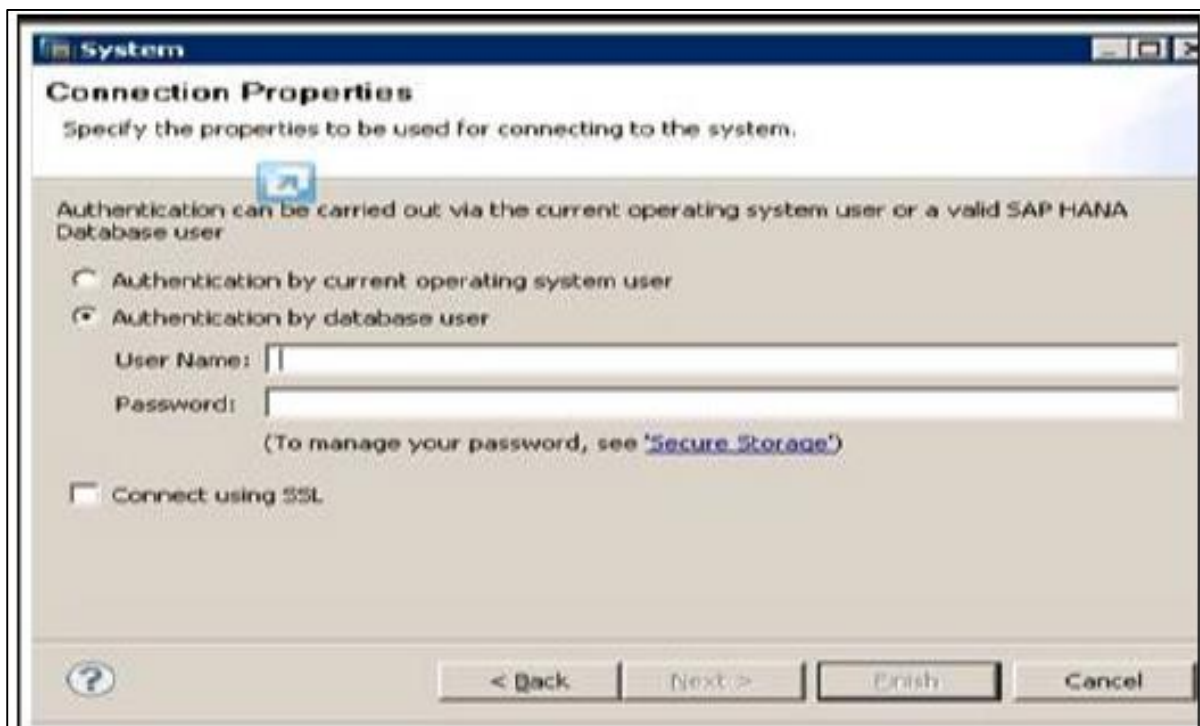 System
Connection Properties
Specify the properties to be used for connecting to the system.
Authentication can be carried out via the current operating system user or a valid SAP HANA
Database user
Authentication by current operating system user
Authentication by database user
User Name:
Password:
(To manage your password, see 'Secure Storage')
Connect using SSL
?
< Back
Next >
Finish
Cancel